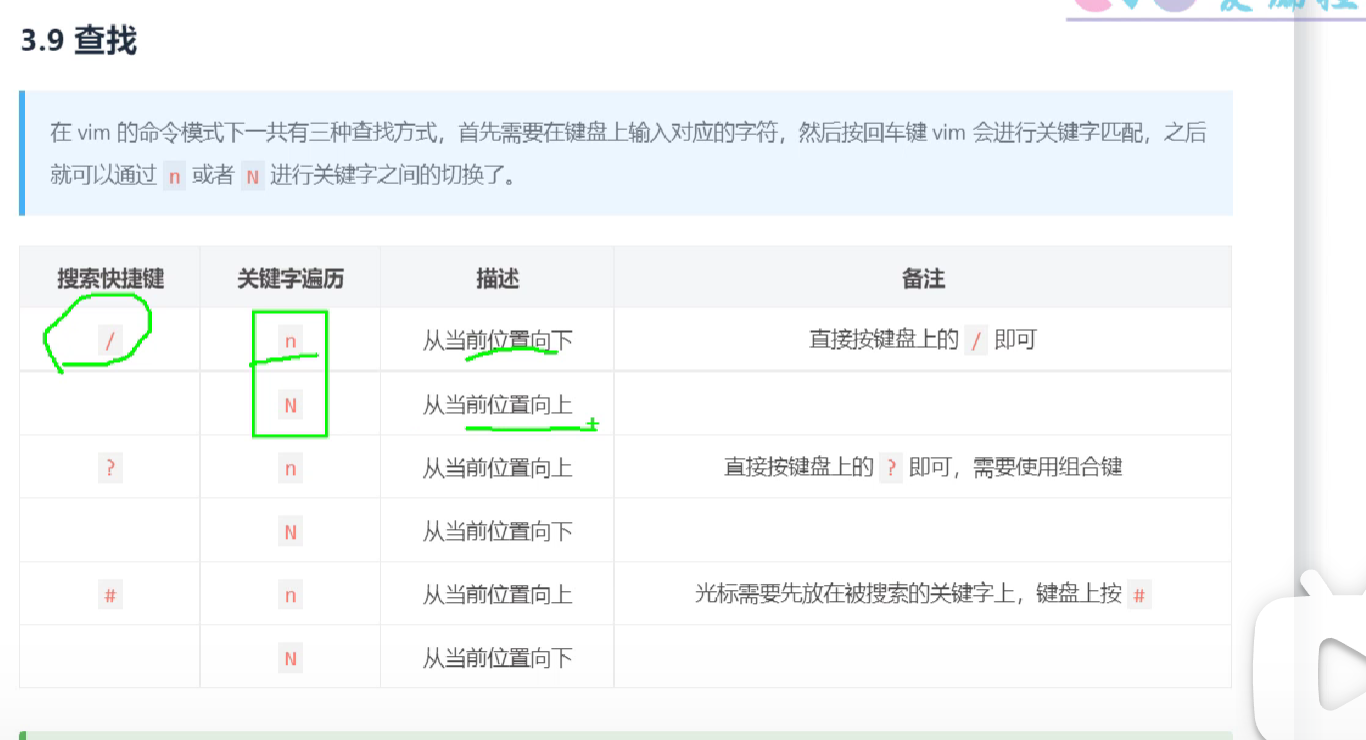 3.9 查找
在 vim 的命令模式下一共有三种查找方式，首先需要在键盘上输入对应的字符，然后按回车键 vim 会进行关键字匹配，之后
就可以通过 n 或者 N 进行关键字之间的切换了。
搜索快捷键 关键字遍历 描述 备注
/ n 从当前位置向下 直接按键盘上的 / 即可
N 从当前位置向上
? n 从当前位置向上 直接按键盘上的 ? 即可，需要使用组合键
N 从当前位置向下
# n 从当前位置向上 光标需要先放在被搜索的关键字上，键盘上按 #
N 从当前位置向下